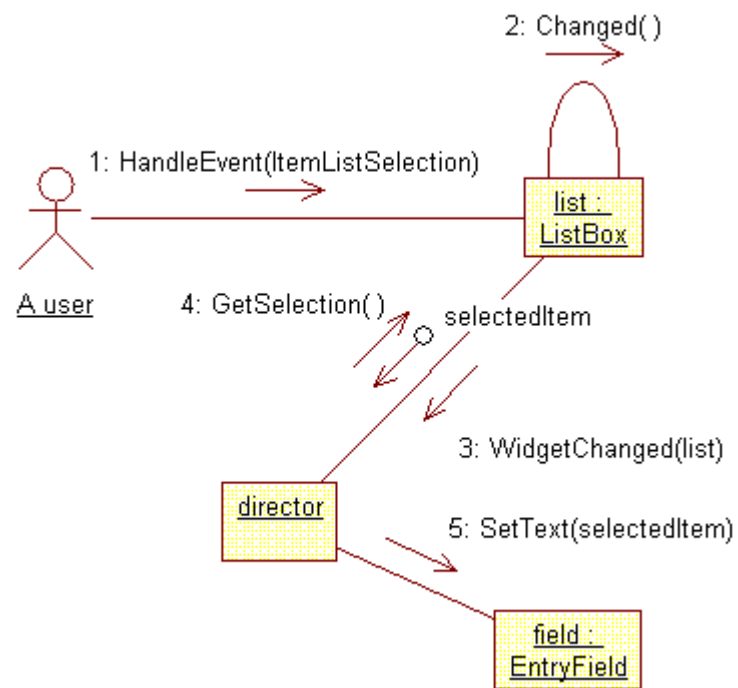 2: Changed( )
1: HandleEvent(ItemListSelection)
list :
ListBox
A user
4: GetSelection( )
selectedItem
3: WidgetChanged(list)
director
5: SetText(selectedItem)
field :
EntryField